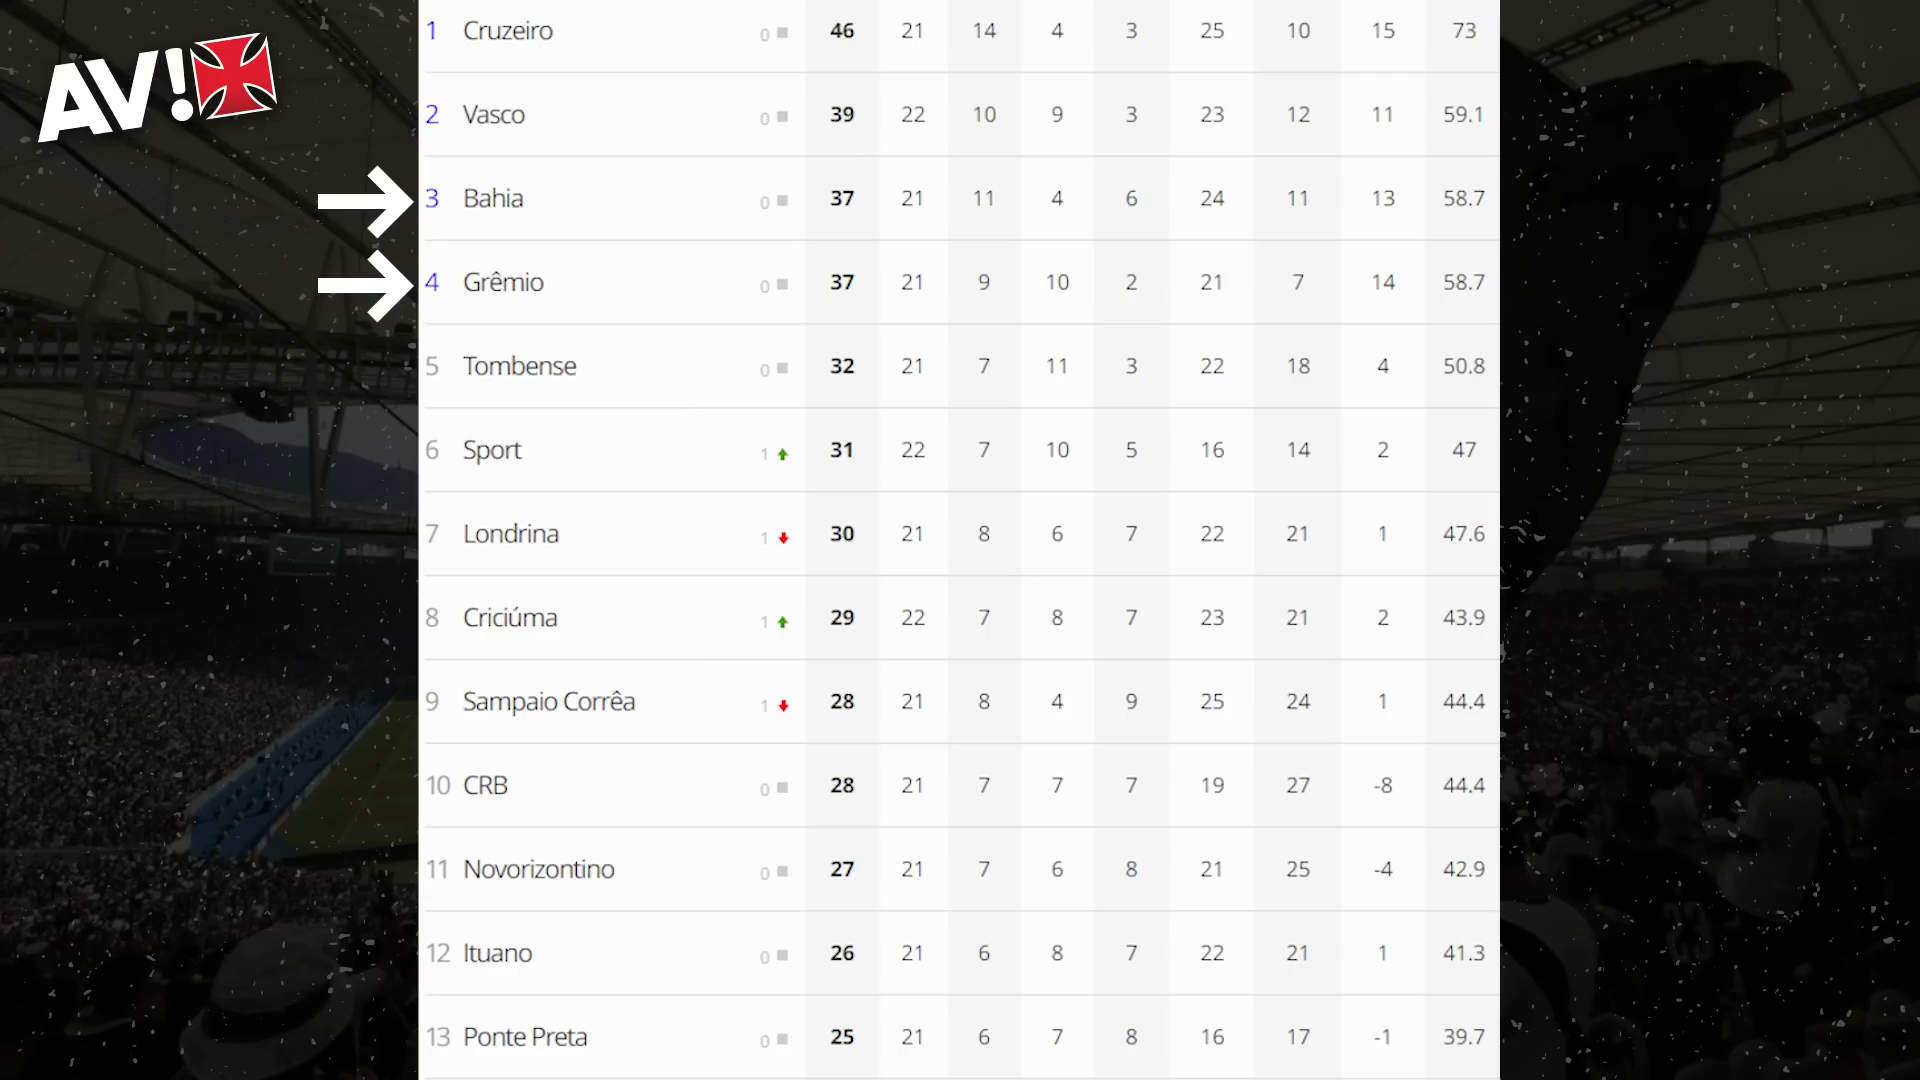 AV!
1 Cruzeiro 0 46 21 14 4 3 25 10 15 73
2 Vasco 0 39 22 10 9 3 23 12 11 59.1
3 Bahia 0 37 21 11 4 6 24 11 13 58.7
4 Grêmio 0 37 21 9 10 2 21 7 14 58.7
5 Tombense 0 32 21 7 11 3 22 18 4 50.8
6 Sport 1 31 22 7 10 5 16 14 2 47
7 Londrina 1 30 21 8 6 7 22 21 1 47.6
8 Criciúma 1 29 22 7 8 7 23 21 2 43.9
9 Sampaio Corrêa 1 28 21 8 4 9 25 24 1 44.4
10 CRB 0 28 21 7 7 7 19 27 -8 44.4
11 Novorizontino 0 27 21 7 6 8 21 25 -4 42.9
12 Ituano 0 26 21 6 8 7 22 21 1 41.3
13 Ponte Preta 0 25 21 6 7 8 16 17 -1 39.7